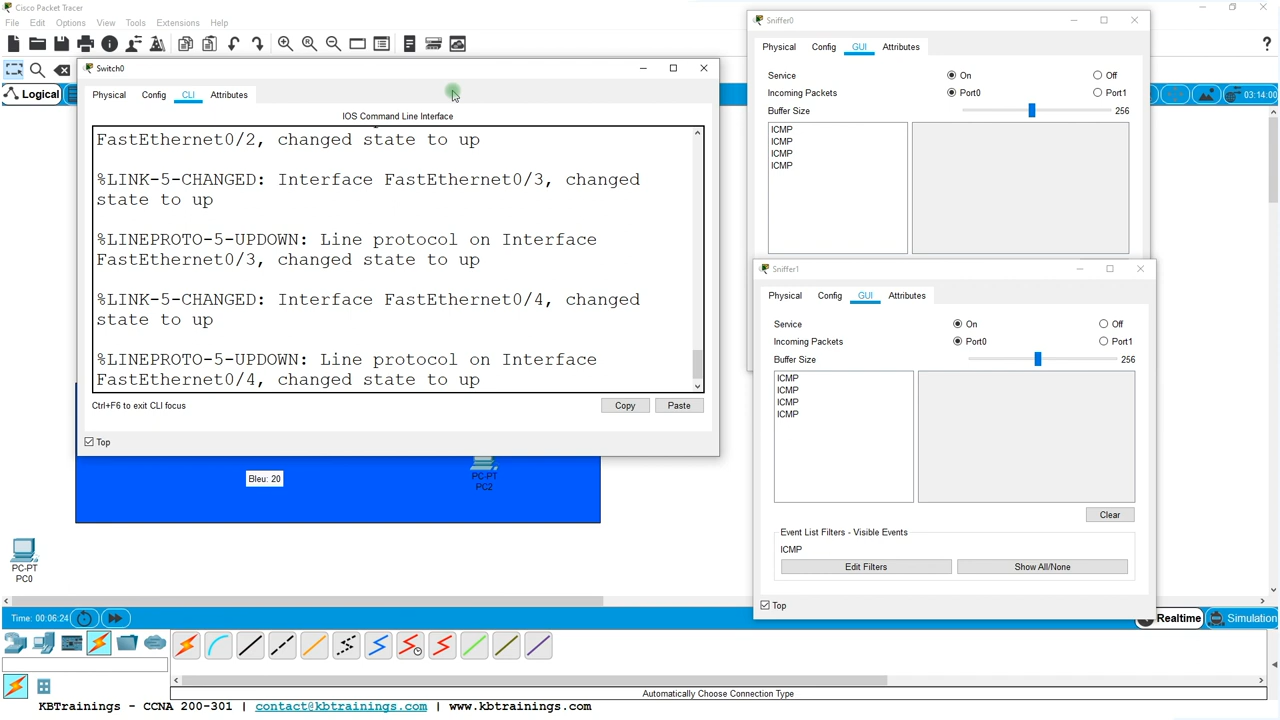 Cisco Packet Tracer
File Edit Options View Tools Extensions Help
?
Logical
03:14:00
Switch0
Physical Config CLI Attributes
IOS Command Line Interface
FastEthernet0/2, changed state to up
%LINK-5-CHANGED: Interface FastEthernet0/3, changed
state to up
%LINEPROTO-5-UPDOWN: Line protocol on Interface
FastEthernet0/3, changed state to up
%LINK-5-CHANGED: Interface FastEthernet0/4, changed
state to up
%LINEPROTO-5-UPDOWN: Line protocol on Interface
FastEthernet0/4, changed state to up
Ctrl+F6 to exit CLI focus
Copy Paste
Top
Sniffer0
Physical Config GUI Attributes
Service On Off
Incoming Packets Port0 Port1
Buffer Size 256
ICMP
ICMP
ICMP
ICMP
Sniffer1
Physical Config GUI Attributes
Service On Off
Incoming Packets Port0 Port1
Buffer Size 256
ICMP
ICMP
ICMP
ICMP
Clear
Event List Filters - Visible Events
ICMP
Edit Filters Show All/None
Top
Bleu: 20
PC-PT
PC2
PC-PT
PC0
Time: 00:06:24
Realtime Simulation
Automatically Choose Connection Type
KBTrainings - CCNA 200-301 | contact@kbtrainings.com | www.kbtrainings.com